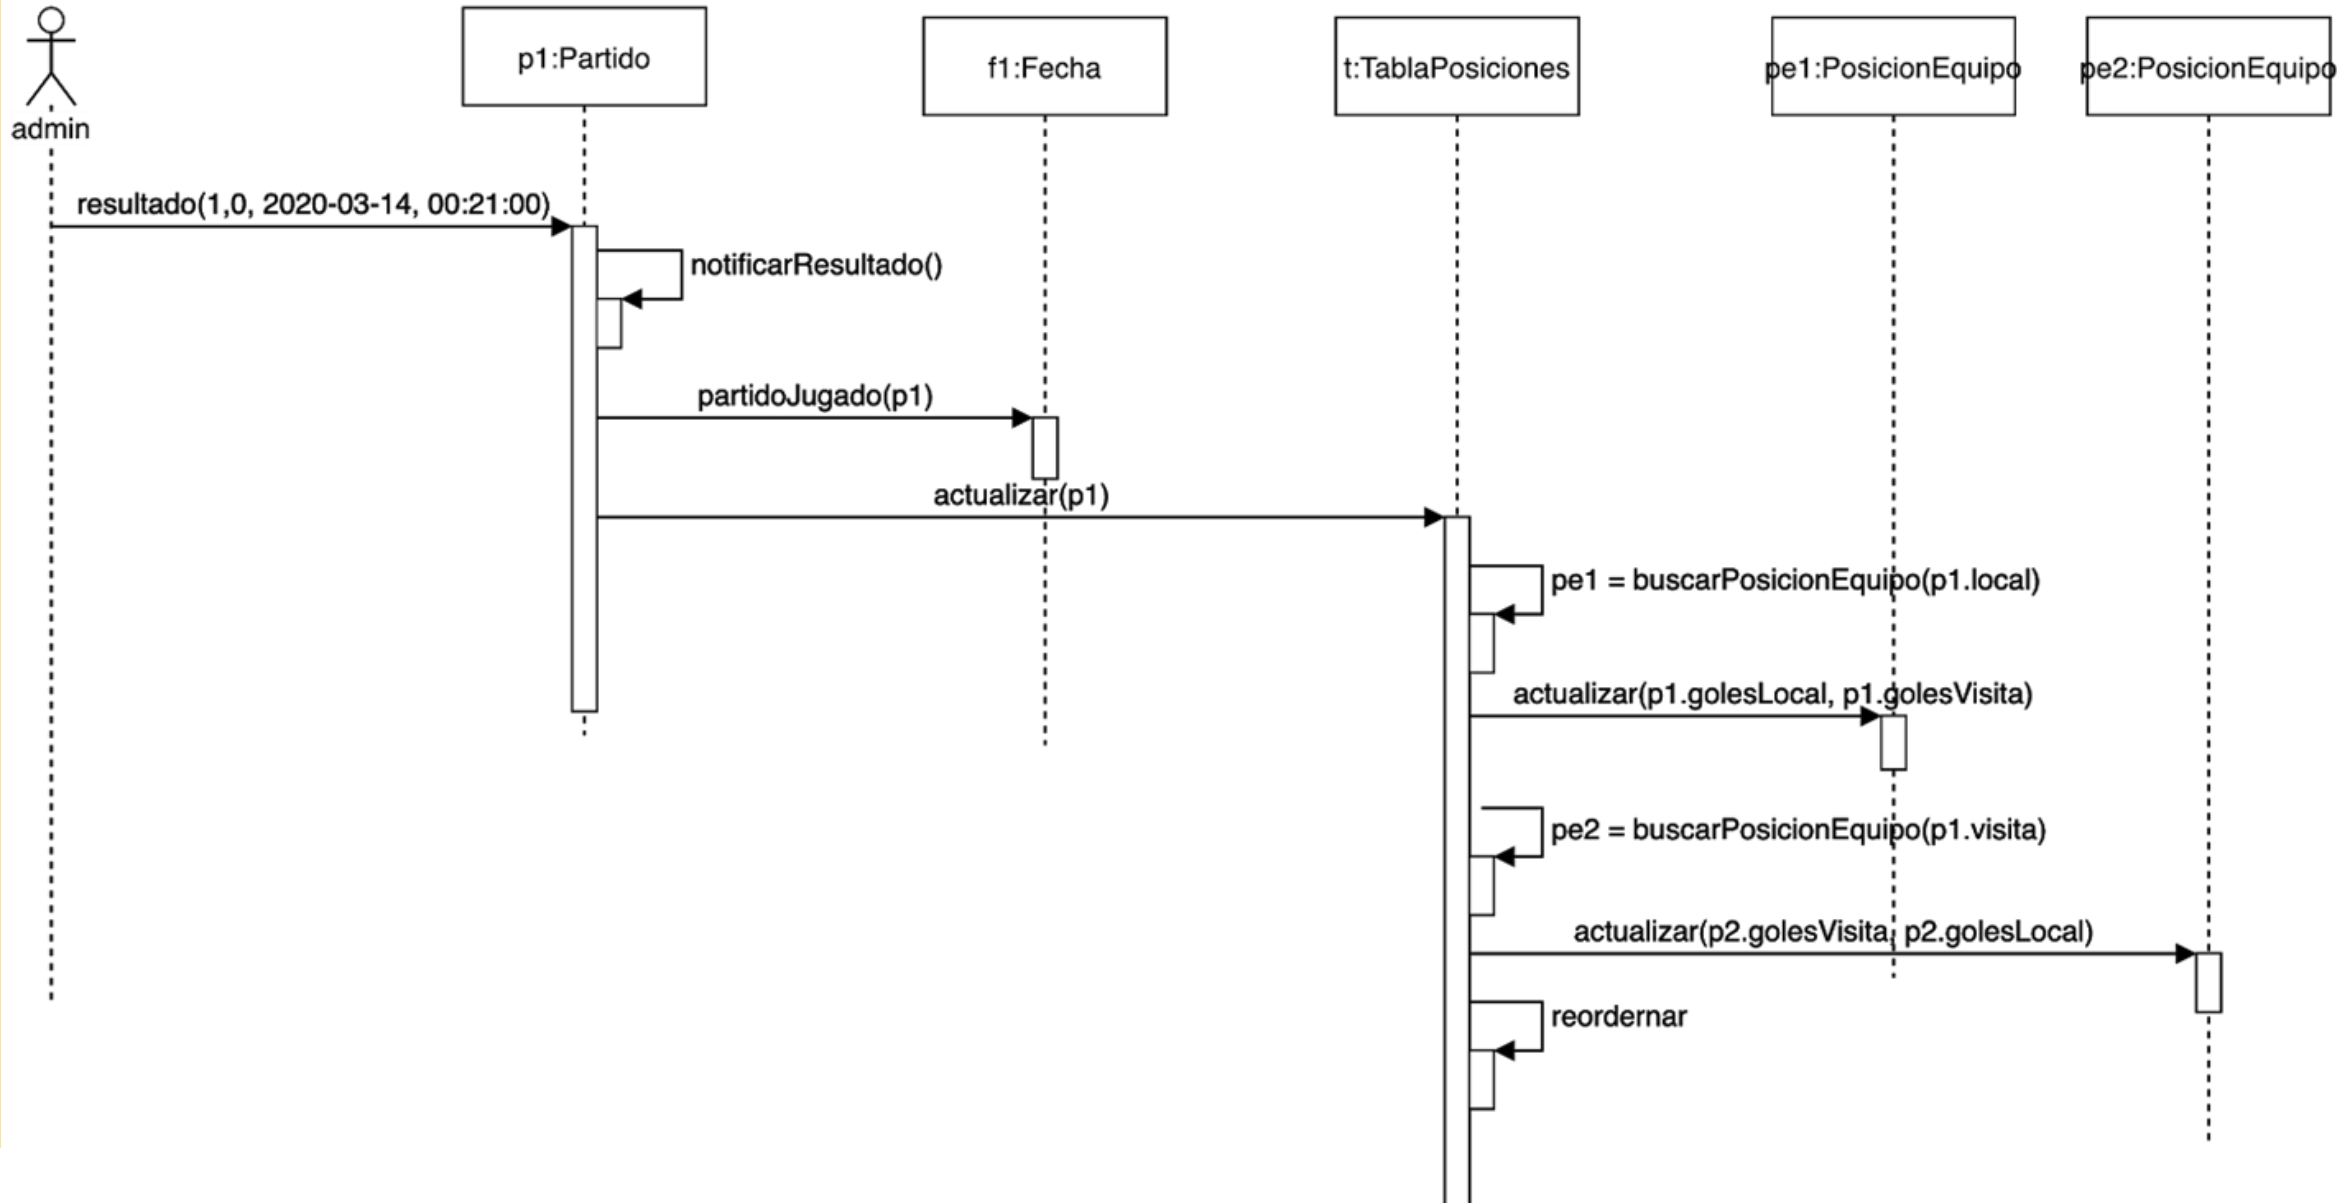 p1:Partido
f1:Fecha
t:TablaPosiciones
pe1:PosicionEquipo
pe2:PosicionEquipo
admin
resultado(1,0, 2020-03-14, 00:21:00)
notificarResultado()
partidoJugado(p1)
actualizar(p1)
pe1 = buscarPosicionEquipo(p1.local)
actualizar(p1.golesLocal, p1.golesVisita)
pe2 = buscarPosicionEquipo(p1.visita)
actualizar(p2.golesVisita, p2.golesLocal)
reordernar